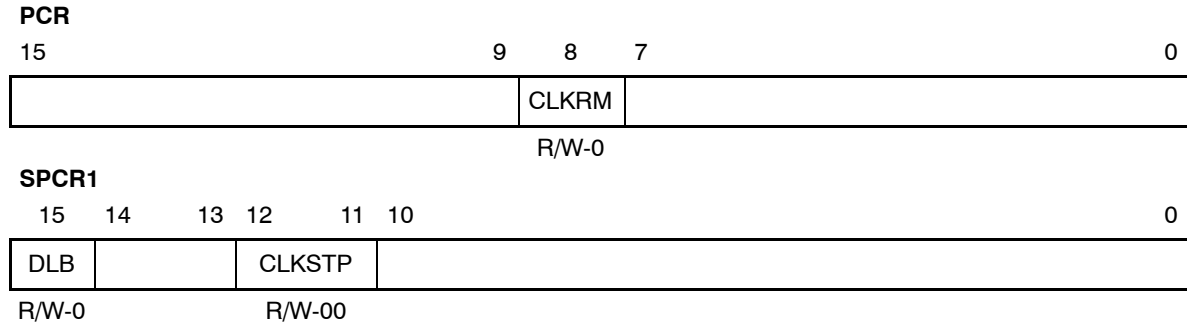 PCR
15 9 8 7 0
CLKRM
R/W-0
SPCR1
15 14 13 12 11 10 0
DLB CLKSTP
R/W-0 R/W-00